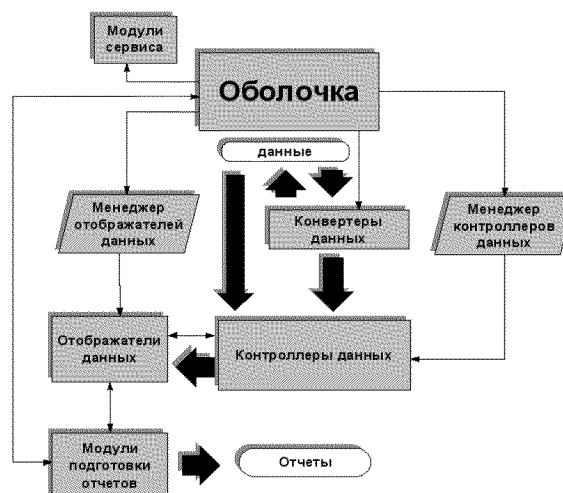 Модули
сервиса
Оболочка
данные
Менеджер
отображателей
данных
Конвертеры
данных
Менеджер
контроллеров
данных
Отображатели
данных
Контроллеры данных
Модули
подготовки
отчетов
Отчеты